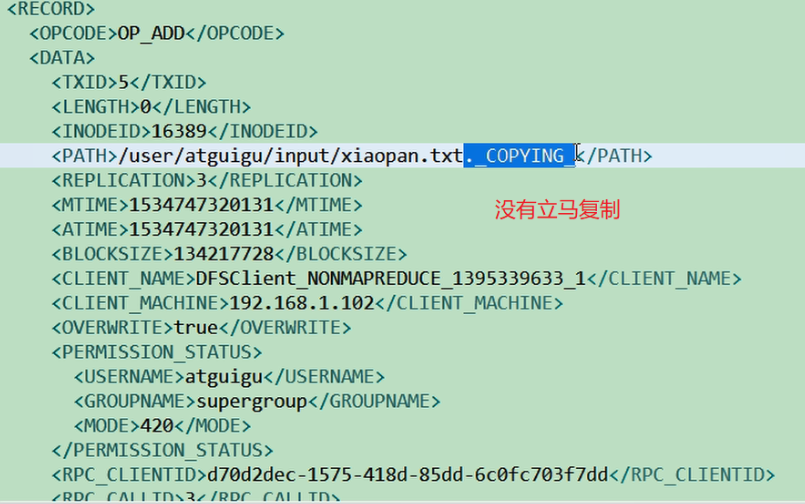 <RECORD>
<OPCODE>OP_ADD</OPCODE>
<DATA>
<TXID>5</TXID>
<LENGTH>0</LENGTH>
<INODEID>16389</INODEID>
<PATH>/user/atguigu/input/xiaopan.txt._COPYING_</PATH>
<REPLICATION>3</REPLICATION>
<MTIME>1534747320131</MTIME>
没有立马复制
<ATIME>1534747320131</ATIME>
<BLOCKSIZE>134217728</BLOCKSIZE>
<CLIENT_NAME>DFSClient_NONMAPREDUCE_1395339633_1</CLIENT_NAME>
<CLIENT_MACHINE>192.168.1.102</CLIENT_MACHINE>
<OVERWRITE>true</OVERWRITE>
<PERMISSION_STATUS>
<USERNAME>atguigu</USERNAME>
<GROUPNAME>supergroup</GROUPNAME>
<MODE>420</MODE>
</PERMISSION_STATUS>
<RPC_CLIENTID>d70d2dec-1575-418d-85dd-6c0fc703f7dd</RPC_CLIENTID>
<RPC_CALLID>3</RPC_CALLID>